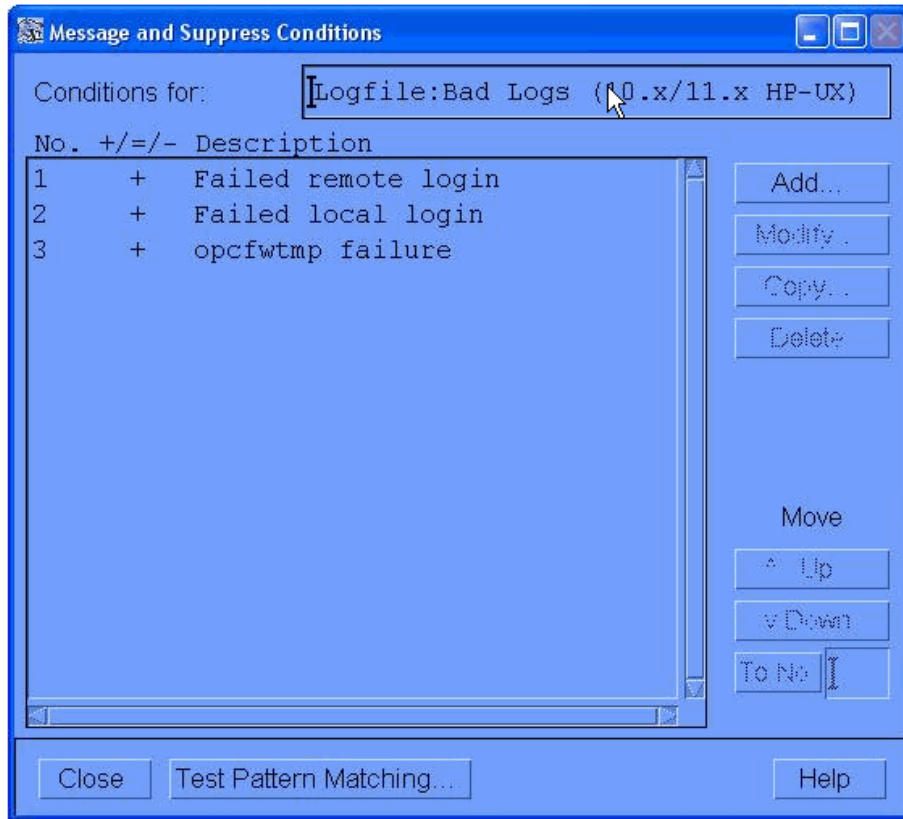 Message and Suppress Conditions
Conditions for: Logfile:Bad Logs (10.x/11.x HP-UX)
No. +/=/- Description
1 + Failed remote login
2 + Failed local login
3 + opcfwtmp failure
Add...
Modify...
Copy...
Delete
Move
^ Up
v Down
To No
Close Test Pattern Matching... Help